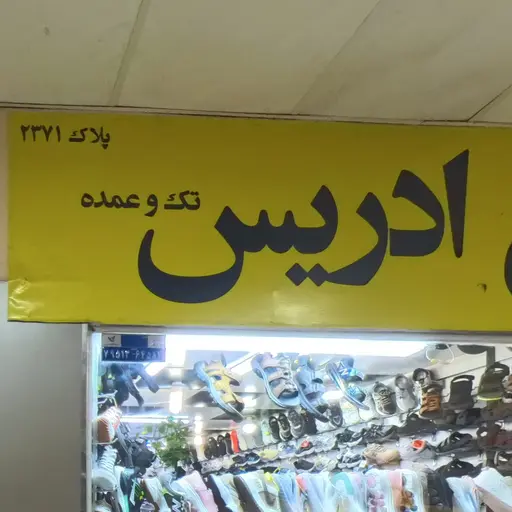 پلاک ۲۳۷۱
ادریس
تک و عمده